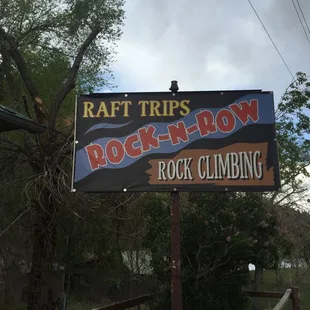 RAFT TRIPS
ROCK-N-ROW
ROCK CLIMBING